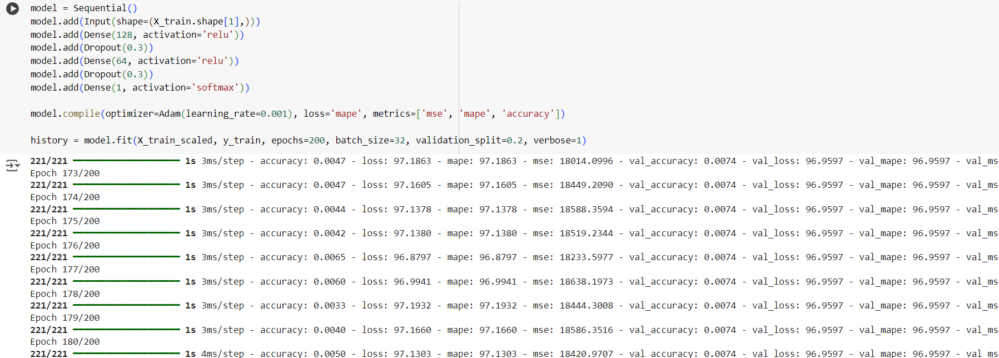 model = Sequential()
model.add(Input(shape=(X_train.shape[1],)))
model.add(Dense(128, activation='relu'))
model.add(Dropout(0.3))
model.add(Dense(64, activation='relu'))
model.add(Dropout(0.3))
model.add(Dense(1, activation='softmax'))
model.compile(optimizer=Adam(learning_rate=0.001), loss='mape', metrics=['mse', 'mape', 'accuracy'])
history = model.fit(X_train_scaled, y_train, epochs=200, batch_size=32, validation_split=0.2, verbose=1)
221/221 1s 3ms/step - accuracy: 0.0047 - loss: 97.1863 - mape: 97.1863 - mse: 18014.0996 - val_accuracy: 0.0074 - val_loss: 96.9597 - val_mape: 96.9597 - val_ms
Epoch 173/200
221/221 1s 3ms/step - accuracy: 0.0047 - loss: 97.1605 - mape: 97.1605 - mse: 18449.2090 - val_accuracy: 0.0074 - val_loss: 96.9597 - val_mape: 96.9597 - val_ms
Epoch 174/200
221/221 1s 3ms/step - accuracy: 0.0044 - loss: 97.1378 - mape: 97.1378 - mse: 18588.3594 - val_accuracy: 0.0074 - val_loss: 96.9597 - val_mape: 96.9597 - val_ms
Epoch 175/200
221/221 1s 3ms/step - accuracy: 0.0042 - loss: 97.1380 - mape: 97.1380 - mse: 18519.2344 - val_accuracy: 0.0074 - val_loss: 96.9597 - val_mape: 96.9597 - val_ms
Epoch 176/200
221/221 1s 3ms/step - accuracy: 0.0065 - loss: 96.8797 - mape: 96.8797 - mse: 18233.5977 - val_accuracy: 0.0074 - val_loss: 96.9597 - val_mape: 96.9597 - val_ms
Epoch 177/200
221/221 1s 3ms/step - accuracy: 0.0060 - loss: 96.9941 - mape: 96.9941 - mse: 18638.1973 - val_accuracy: 0.0074 - val_loss: 96.9597 - val_mape: 96.9597 - val_ms
Epoch 178/200
221/221 1s 3ms/step - accuracy: 0.0033 - loss: 97.1932 - mape: 97.1932 - mse: 18444.3008 - val_accuracy: 0.0074 - val_loss: 96.9597 - val_mape: 96.9597 - val_ms
Epoch 179/200
221/221 1s 3ms/step - accuracy: 0.0040 - loss: 97.1660 - mape: 97.1660 - mse: 18586.3516 - val_accuracy: 0.0074 - val_loss: 96.9597 - val_mape: 96.9597 - val_ms
Epoch 180/200
221/221 1s 4ms/step - accuracy: 0.0050 - loss: 97.1303 - mape: 97.1303 - mse: 18420.9707 - val_accuracy: 0.0074 - val_loss: 96.9597 - val_mape: 96.9597 - val_ms